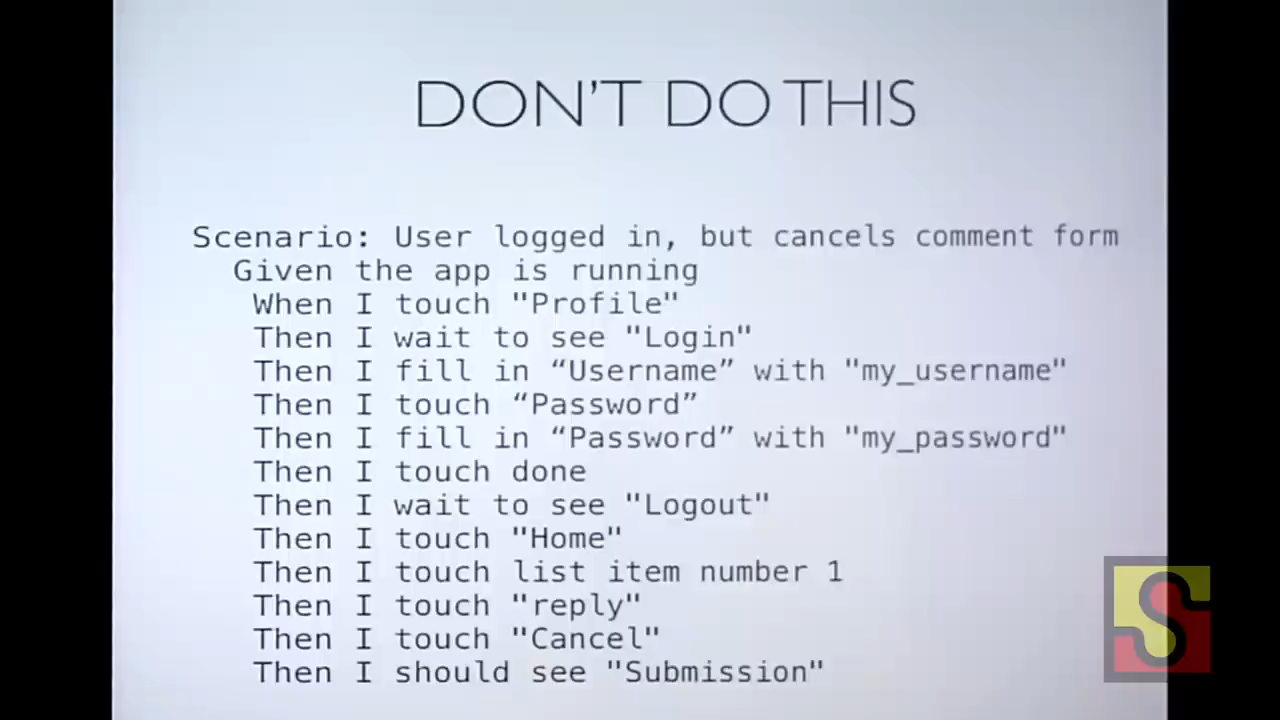 DON'T DO THIS
Scenario: User logged in, but cancels comment form
Given the app is running
When I touch "Profile"
Then I wait to see "Login"
Then I fill in “Username” with "my_username"
Then I touch “Password”
Then I fill in “Password” with "my_password"
Then I touch done
Then I wait to see "Logout"
Then I touch "Home"
Then I touch list item number 1
Then I touch "reply"
Then I touch "Cancel"
Then I should see "Submission"
S